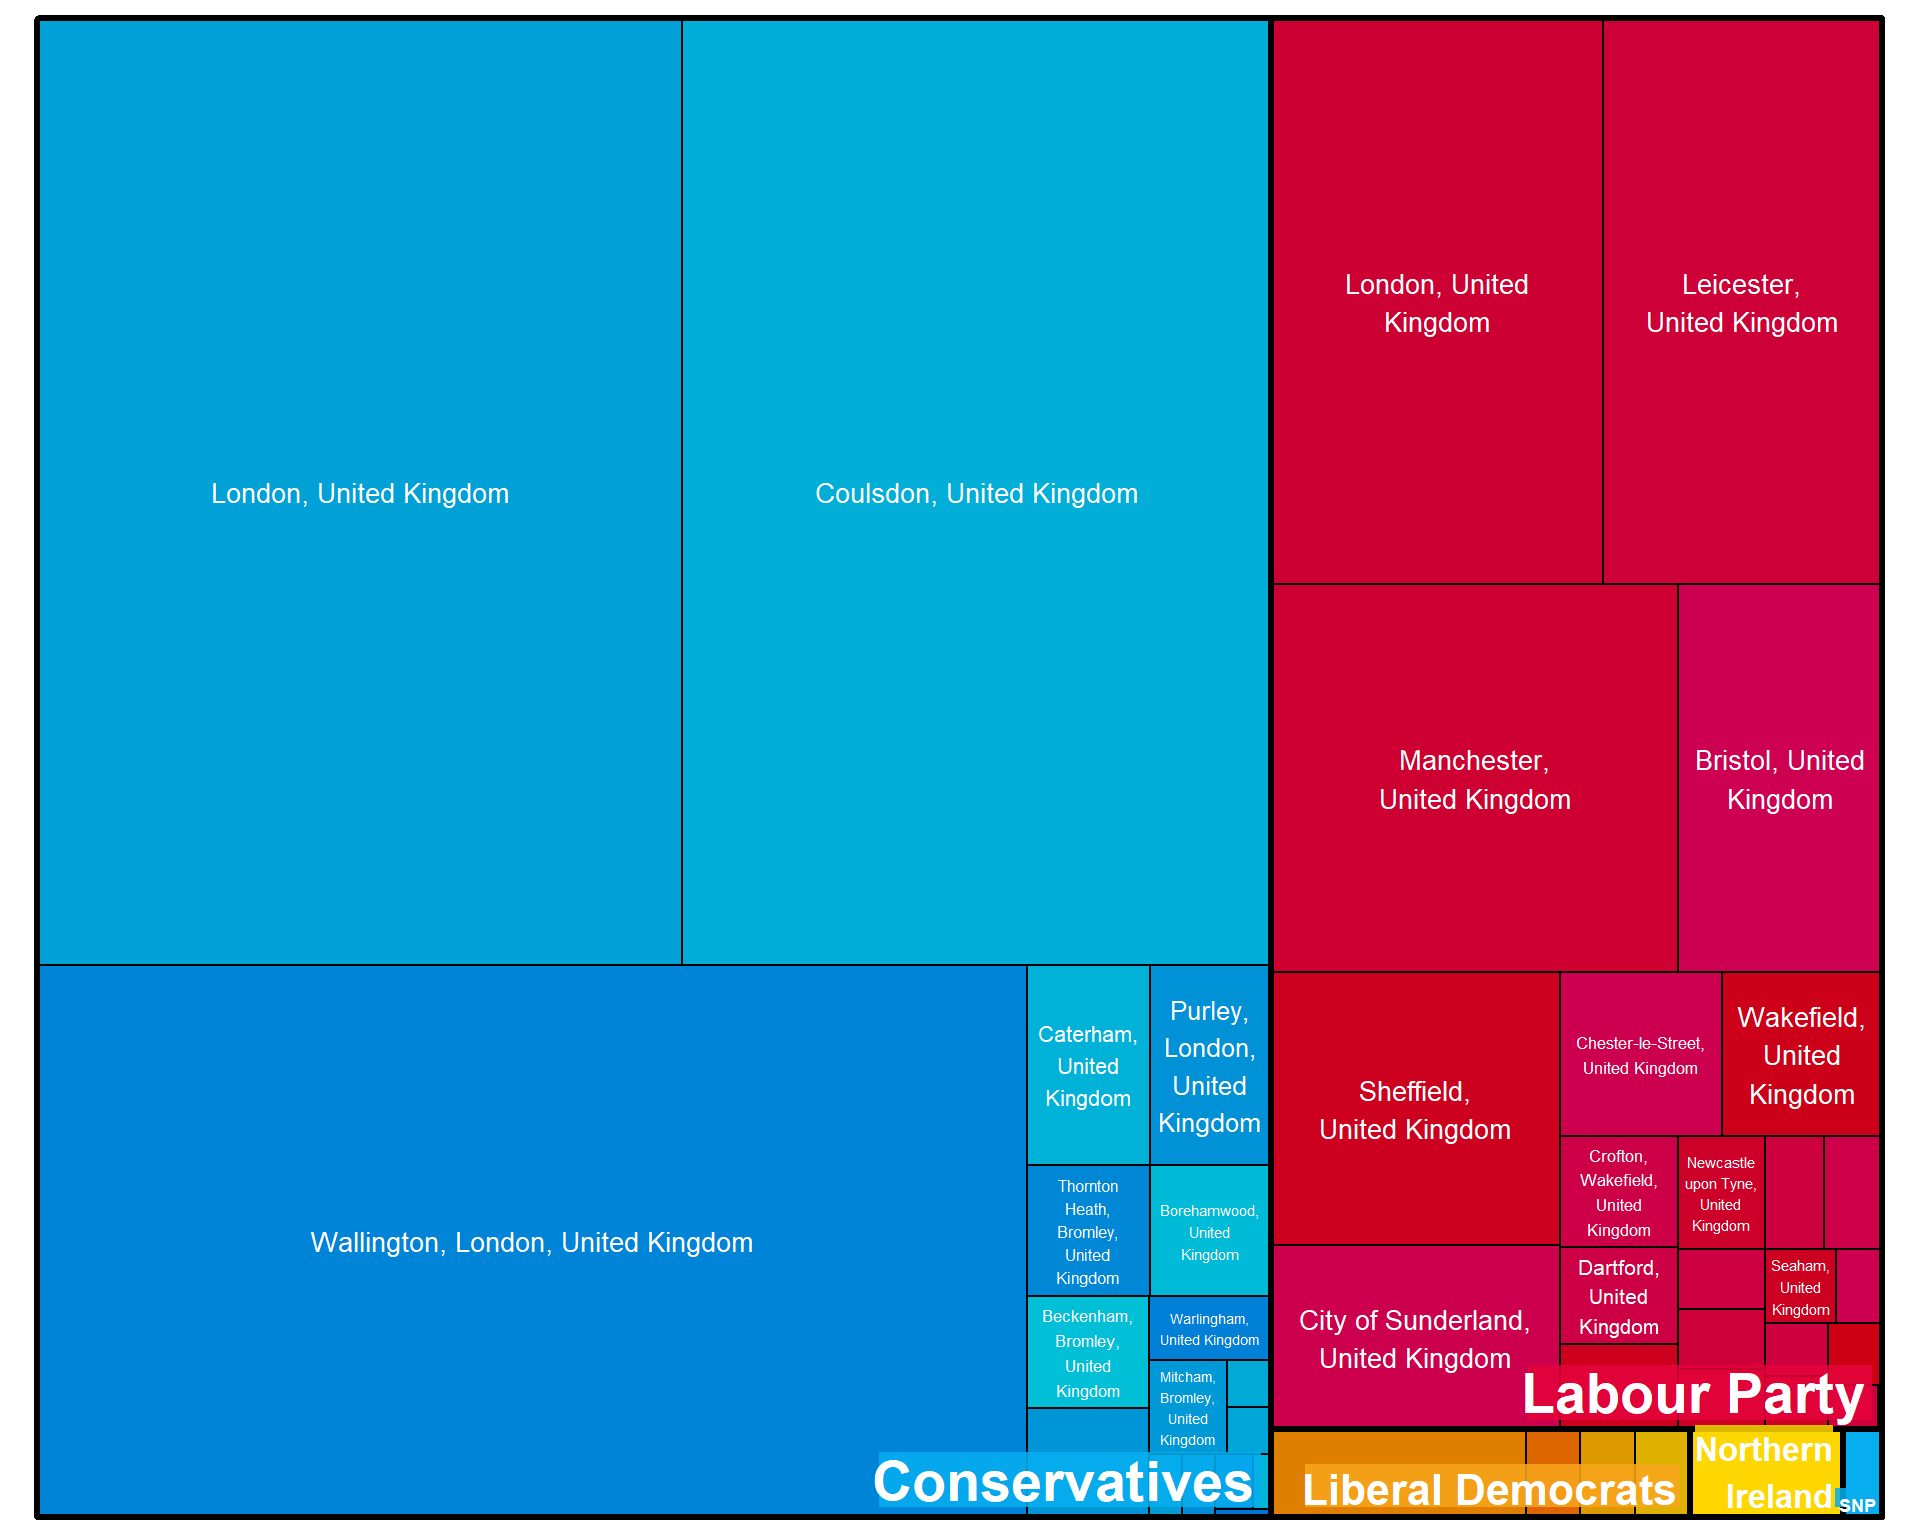 London, United Kingdom
Coulsdon, United Kingdom
Wallington, London, United Kingdom
Caterham,
United
Kingdom
Purley,
London,
United
Kingdom
Thornton
Heath,
Bromley,
United
Kingdom
Borehamwood,
United
Kingdom
Beckenham,
Bromley,
United
Kingdom
Warlingham,
United Kingdom
Mitcham,
Bromley,
United
Kingdom
Conservatives
London, United
Kingdom
Leicester,
United Kingdom
Manchester,
United Kingdom
Bristol, United
Kingdom
Sheffield,
United Kingdom
Chester-le-Street,
United Kingdom
Wakefield,
United
Kingdom
Crofton,
Wakefield,
United
Kingdom
Newcastle
upon Tyne,
United
Kingdom
City of Sunderland,
United Kingdom
Dartford,
United
Kingdom
Seaham,
United
Kingdom
Labour Party
Liberal Democrats
Northern
Ireland
SNP